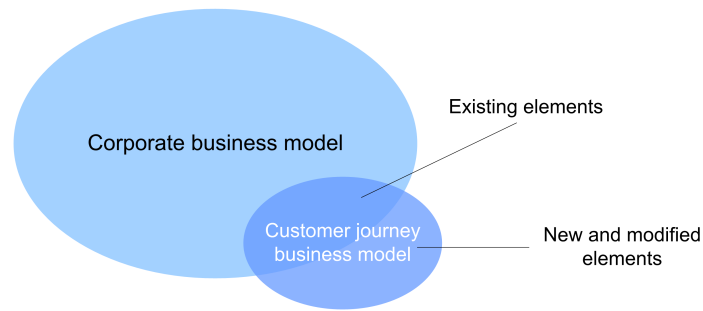 Existing elements
Corporate business model
Customer journey
business model
New and modified
elements